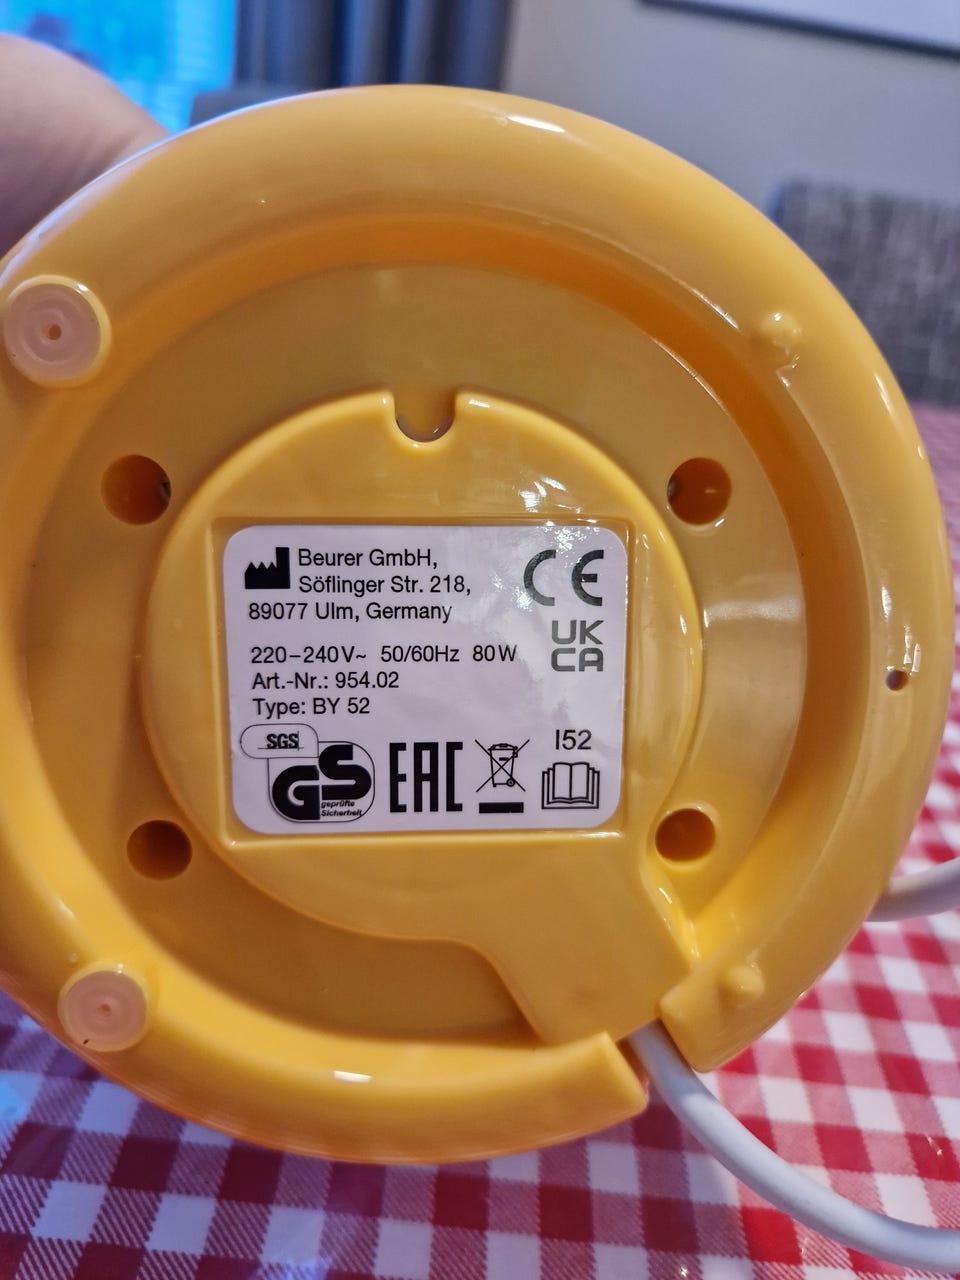 Beurer GmbH,
Söflinger Str. 218,
89077 Ulm, Germany
CE
UK
CA
220–240V~ 50/60Hz 80W
Art.-Nr.: 954.02
Type: BY 52
SGS
GS
geprüfte
Sicherheit
EAC
I52